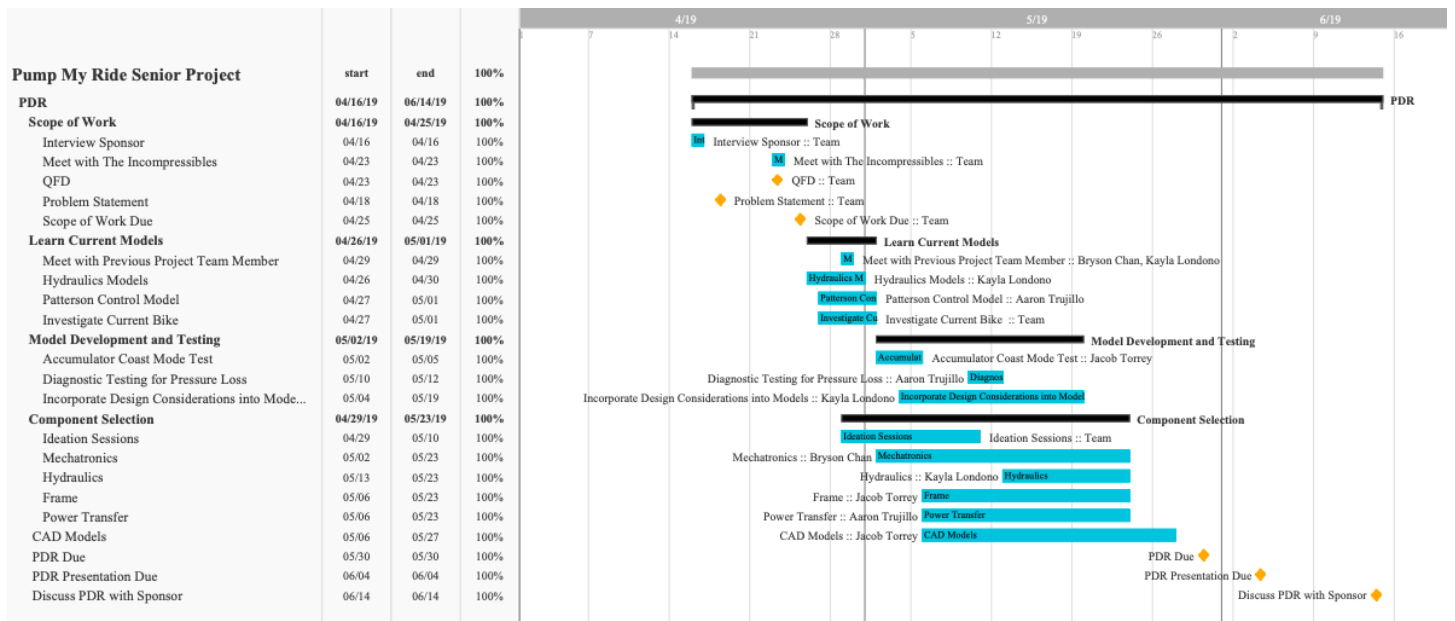 4/19 5/19 6/19
1 7 14 21 28 5 12 19 26 2 9 16
Pump My Ride Senior Project start end 100%
PDR 04/16/19 06/14/19 100% PDR
Scope of Work 04/16/19 04/25/19 100% Scope of Work
Interview Sponsor 04/16 04/16 100% Int Interview Sponsor :: Team
Meet with The Incompressibles 04/23 04/23 100% M Meet with The Incompressibles :: Team
QFD 04/23 04/23 100% QFD :: Team
Problem Statement 04/18 04/18 100% Problem Statement :: Team
Scope of Work Due 04/25 04/25 100% Scope of Work Due :: Team
Learn Current Models 04/26/19 05/01/19 100% Learn Current Models
Meet with Previous Project Team Member 04/29 04/29 100% M Meet with Previous Project Team Member :: Bryson Chan, Kayla Londono
Hydraulics Models 04/26 04/30 100% Hydraulics M Hydraulics Models :: Kayla Londono
Patterson Control Model 04/27 05/01 100% Patterson Con Patterson Control Model :: Aaron Trujillo
Investigate Current Bike 04/27 05/01 100% Investigate Cu Investigate Current Bike :: Team
Model Development and Testing 05/02/19 05/19/19 100% Model Development and Testing
Accumulator Coast Mode Test 05/02 05/05 100% Accumulat Accumulator Coast Mode Test :: Jacob Torrey
Diagnostic Testing for Pressure Loss 05/10 05/12 100% Diagnostic Testing for Pressure Loss :: Aaron Trujillo Diagnos
Incorporate Design Considerations into Mode... 05/04 05/19 100% Incorporate Design Considerations into Models :: Kayla Londono Incorporate Design Considerations into Model
Component Selection 04/29/19 05/23/19 100% Component Selection
Ideation Sessions 04/29 05/10 100% Ideation Sessions Ideation Sessions :: Team
Mechatronics 05/02 05/23 100% Mechatronics :: Bryson Chan Mechatronics
Hydraulics 05/13 05/23 100% Hydraulics :: Kayla Londono Hydraulics
Frame 05/06 05/23 100% Frame :: Jacob Torrey Frame
Power Transfer 05/06 05/23 100% Power Transfer :: Aaron Trujillo Power Transfer
CAD Models 05/06 05/27 100% CAD Models :: Jacob Torrey CAD Models
PDR Due 05/30 05/30 100% PDR Due
PDR Presentation Due 06/04 06/04 100% PDR Presentation Due
Discuss PDR with Sponsor 06/14 06/14 100% Discuss PDR with Sponsor